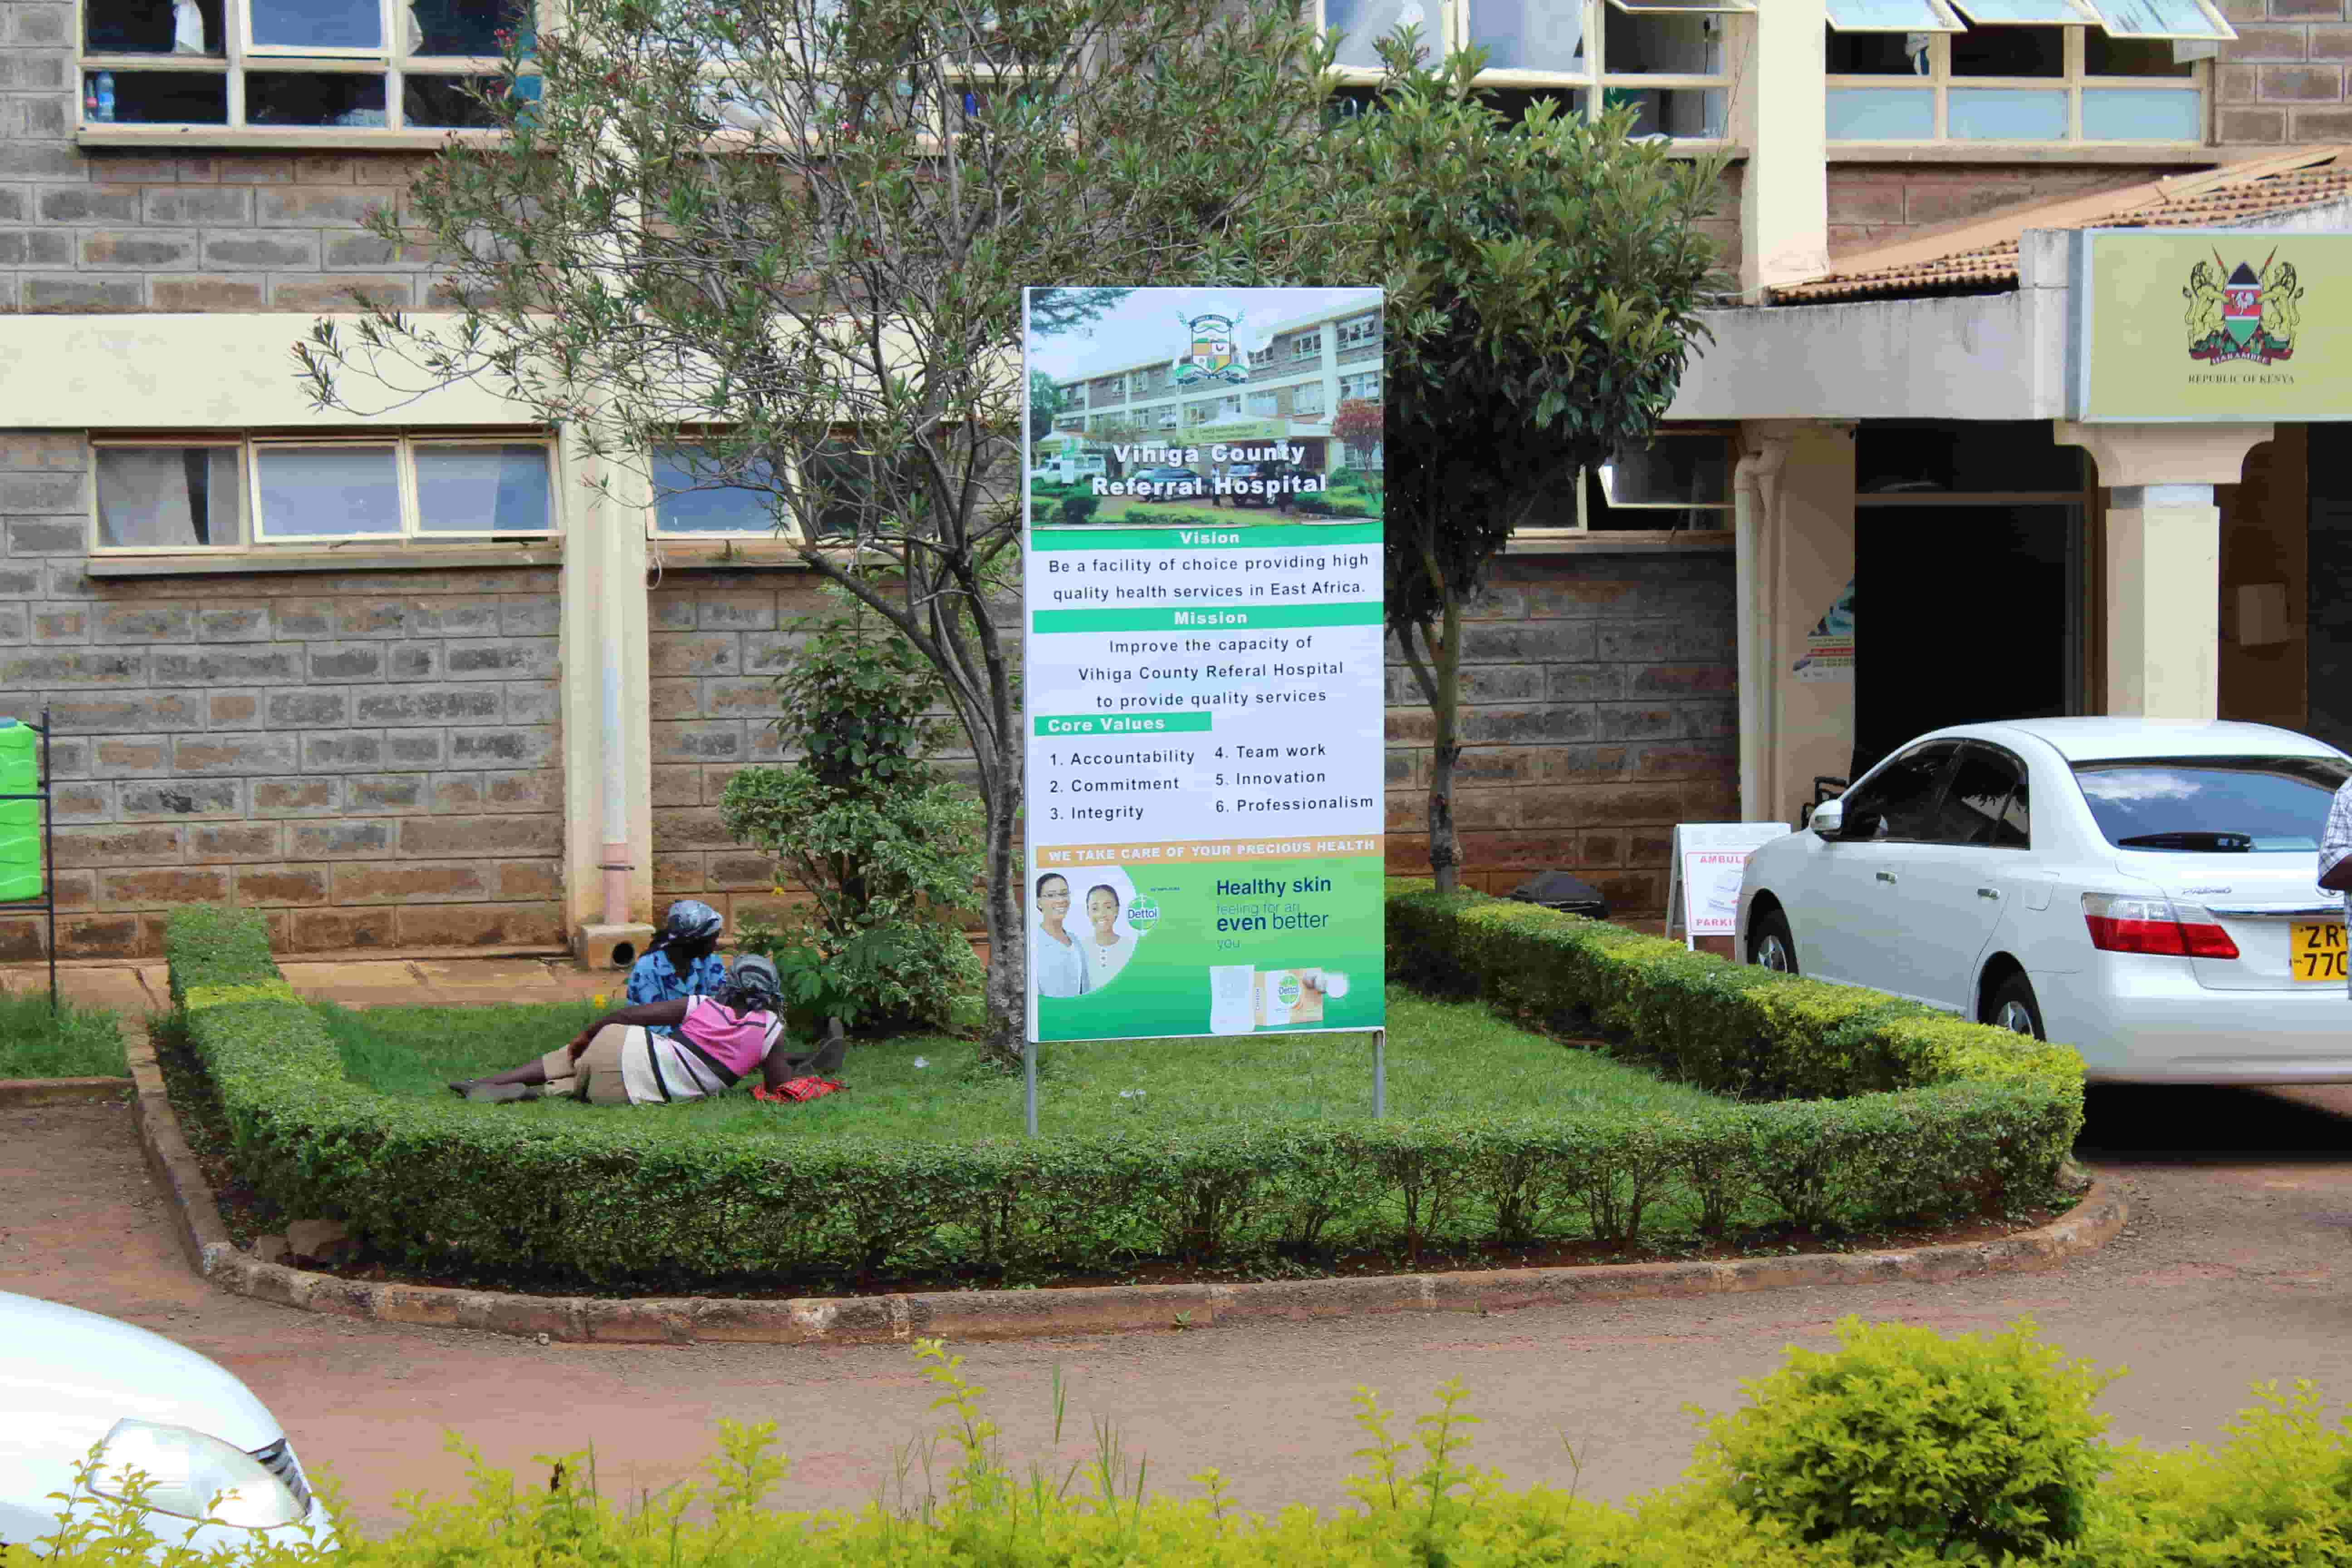 Vihiga County
Referral Hospital
Vision
Be a facility of choice providing high
quality health services in East Africa.
Mission
Improve the capacity of
Vihiga County Referal Hospital
to provide quality services
Core Values
1. Accountability
2. Commitment
3. Integrity
4. Team work
5. Innovation
6. Professionalism
WE TAKE CARE OF YOUR PRECIOUS HEALTH
Dettol
Healthy skin
feeling for an
even better
you
Dettol
HARAMBEE
REPUBLIC OF KENYA
AMBUL
PARKI
ZR
770